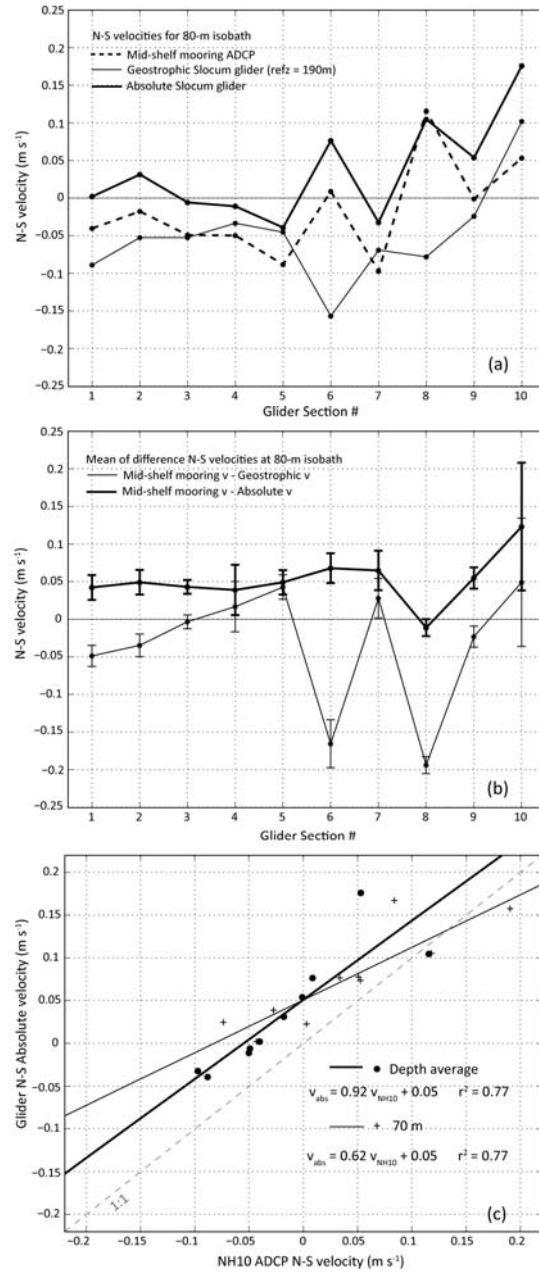 N-S velocities for 80-m isobath
Mid-shelf mooring ADCP
Geostrophic Slocum glider (refz = 190m)
Absolute Slocum glider
N-S velocity (m s⁻¹)
0.25
0.2
0.15
0.1
0.05
0
−0.05
−0.1
−0.15
−0.2
0.25
(a)
1 2 3 4 5 6 7 8 9 10
Glider Section #
Mean of difference N-S velocities at 80-m isobath
Mid-shelf mooring v - Geostrophic v
Mid-shelf mooring v - Absolute v
N-S velocity (m s⁻¹)
0.25
0.2
0.15
0.1
0.05
0
−0.05
−0.1
−0.15
−0.2
0.25
(b)
1 2 3 4 5 6 7 8 9 10
Glider Section #
Glider N-S Absolute velocity (m s⁻¹)
0.2
0.15
0.1
0.05
0
−0.05
−0.1
−0.15
−0.2
Depth average
v_abs = 0.92 v_NH10 + 0.05 r² = 0.77
70 m
v_abs = 0.62 v_NH10 + 0.05 r² = 0.77
1:1
(c)
−0.2 −0.15 −0.1 −0.05 0 0.05 0.1 0.15 0.2
NH10 ADCP N-S velocity (m s⁻¹)